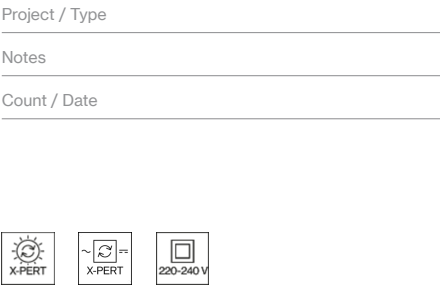 Project / Type
Notes
Count / Date
X-PERT
X-PERT
220-240 V